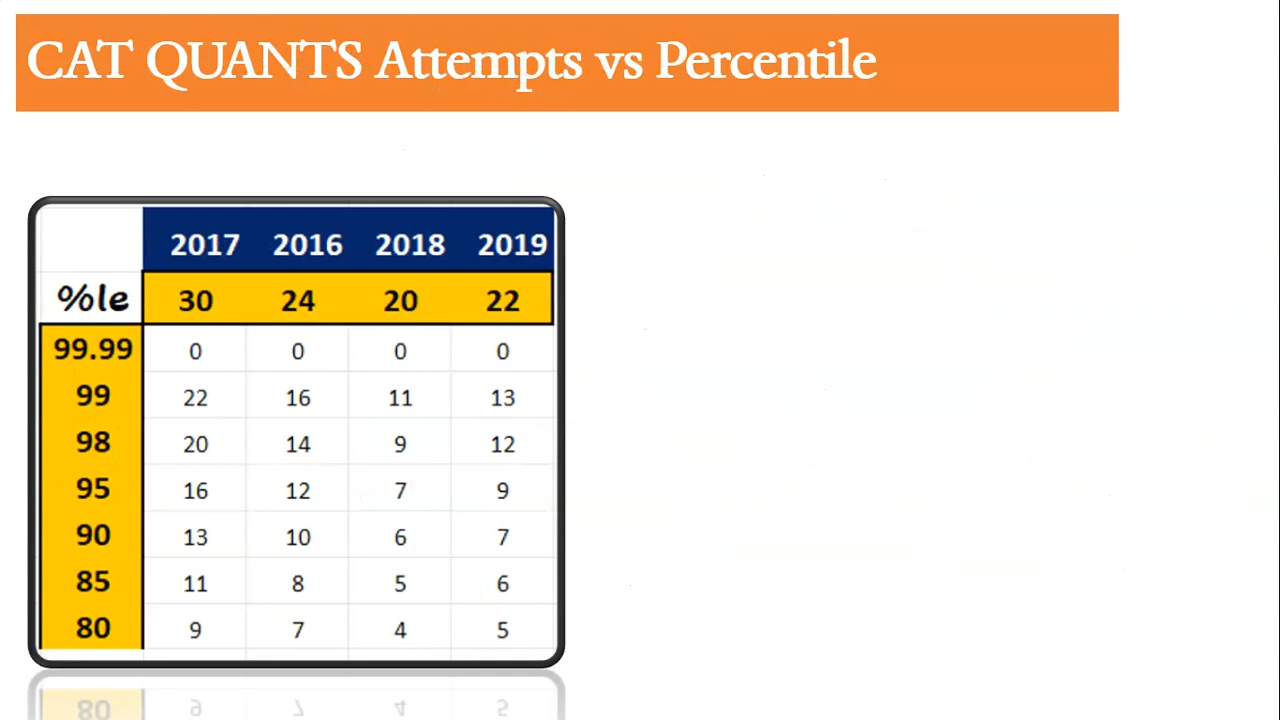 CAT QUANTS Attempts vs Percentile
2017 2016 2018 2019
%le 30 24 20 22
99.99 0 0 0 0
99 22 16 11 13
98 20 14 9 12
95 16 12 7 9
90 13 10 6 7
85 11 8 5 6
80 9 7 4 5